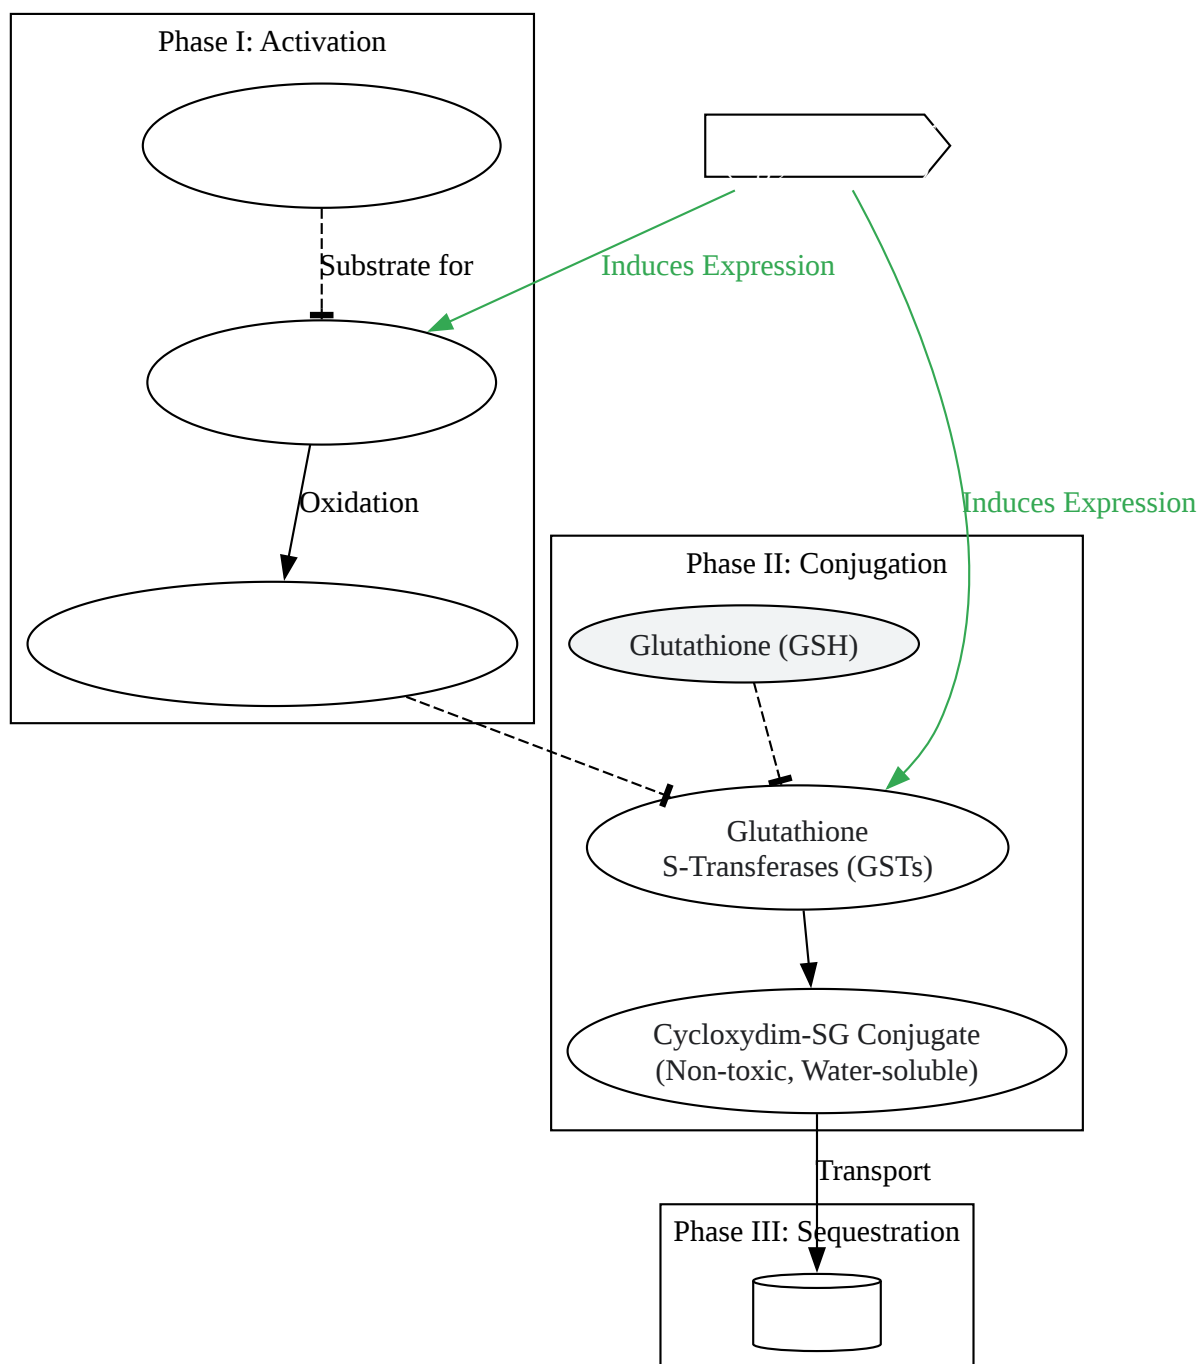 Phase I: Activation
Substrate for
Induces Expression
Oxidation
Induces Expression
Phase II: Conjugation
Glutathione (GSH)
Glutathione
S-Transferases (GSTs)
Cycloxydim-SG Conjugate
(Non-toxic, Water-soluble)
Transport
Phase III: Sequestration